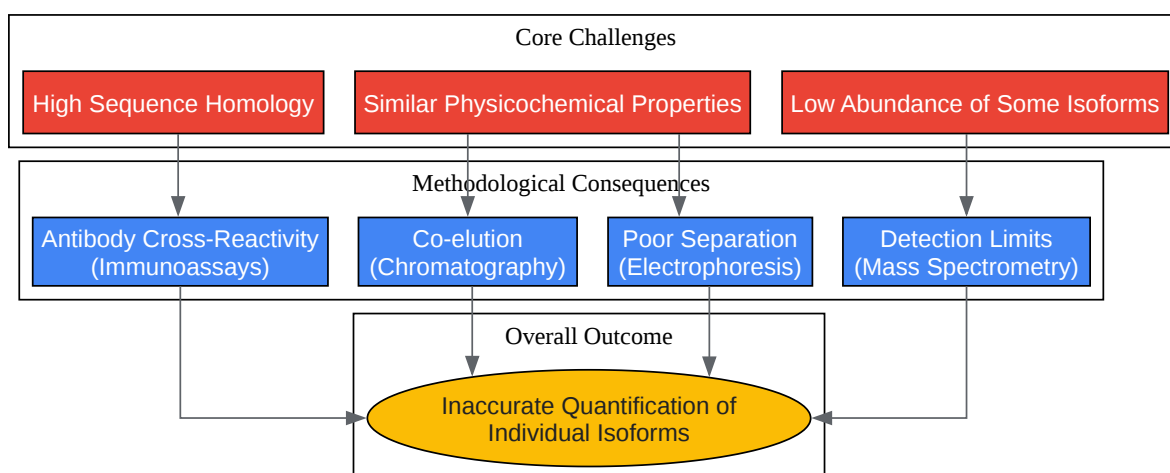 Core Challenges
High Sequence Homology
Similar Physicochemical Properties
Low Abundance of Some Isoforms
Methodological Consequences
Antibody Cross-Reactivity
(Immunoassays)
Co-elution
(Chromatography)
Poor Separation
(Electrophoresis)
Detection Limits
(Mass Spectrometry)
Overall Outcome
Inaccurate Quantification of
Individual Isoforms